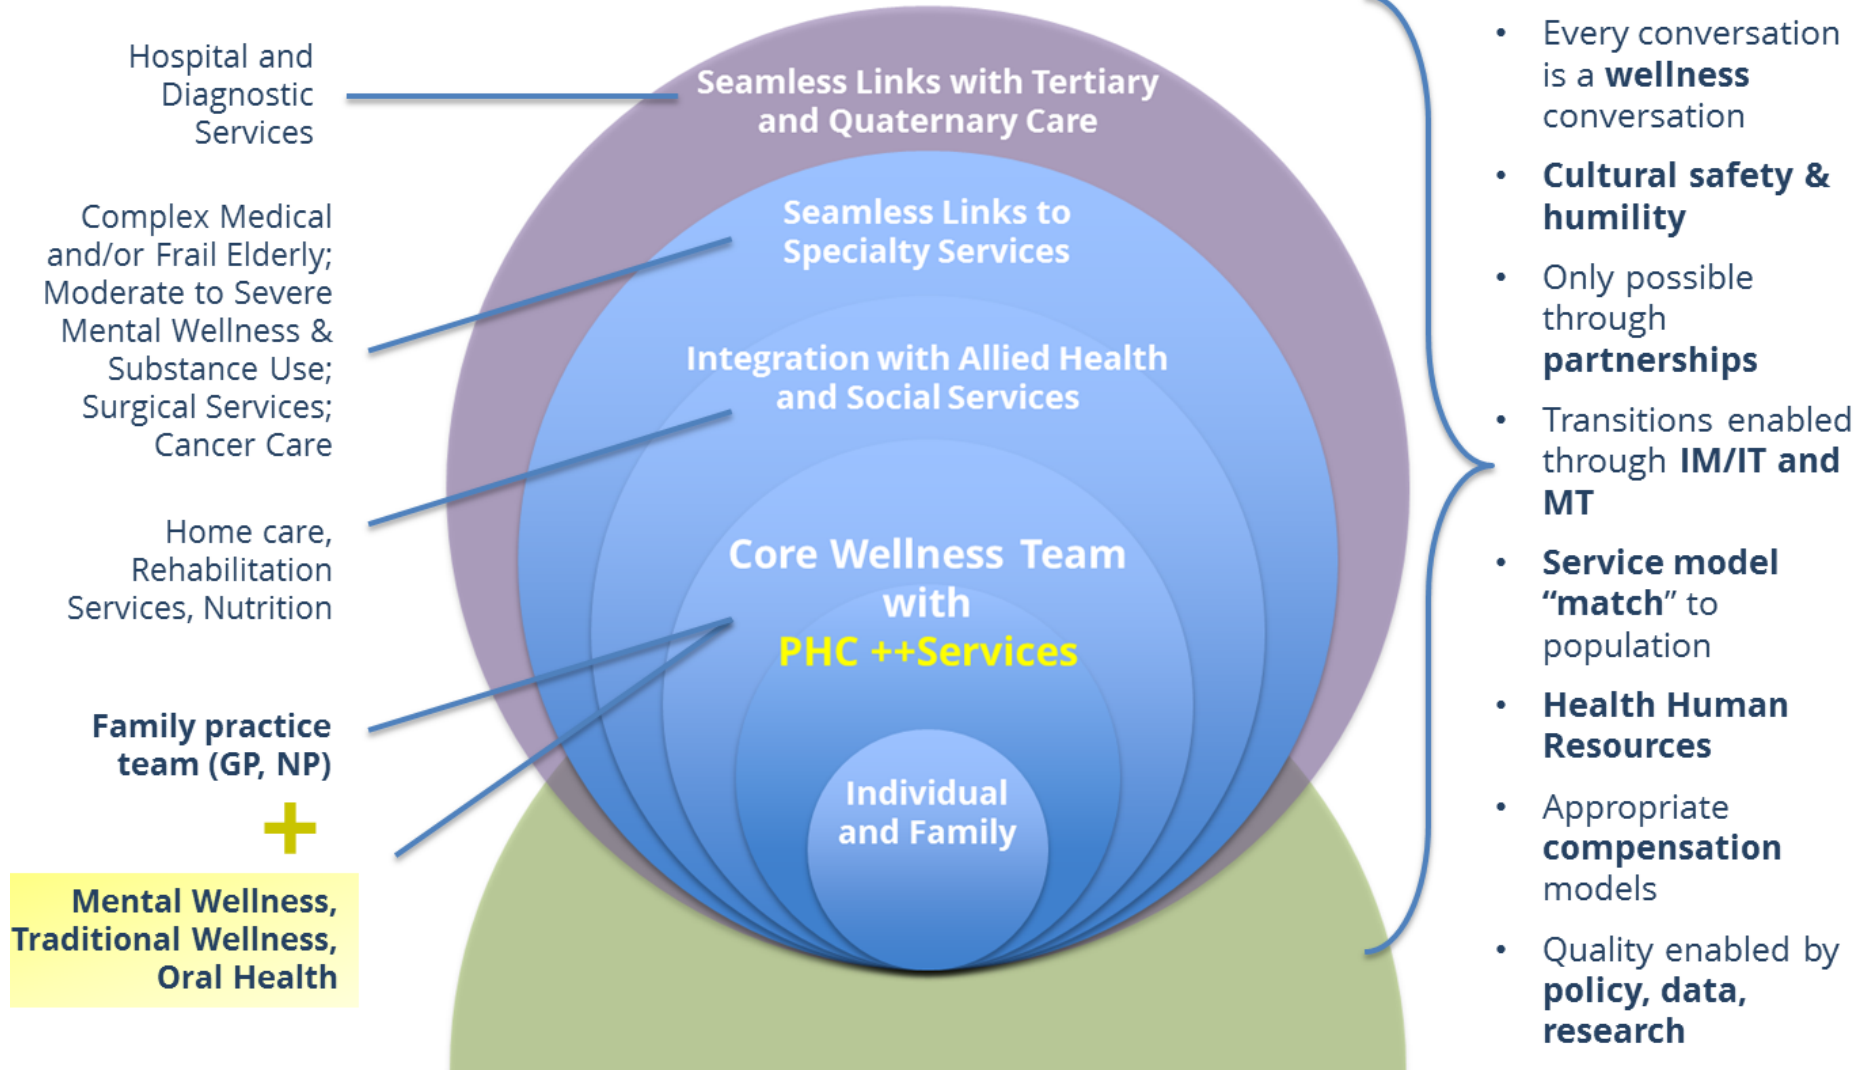 Hospital and
Diagnostic
Services
Complex Medical
and/or Frail Elderly;
Moderate to Severe
Mental Wellness &
Substance Use;
Surgical Services;
Cancer Care
Home care,
Rehabilitation
Services, Nutrition
Family practice
team (GP, NP)
+
Mental Wellness,
Traditional Wellness,
Oral Health
Seamless Links with Tertiary
and Quaternary Care
Seamless Links to
Specialty Services
Integration with Allied Health
and Social Services
Core Wellness Team
with
PHC ++Services
Individual
and Family
• Every conversation
is a wellness
conversation
• Cultural safety &
humility
• Only possible
through
partnerships
• Transitions enabled
through IM/IT and
MT
• Service model
“match” to
population
• Health Human
Resources
• Appropriate
compensation
models
• Quality enabled by
policy, data,
research